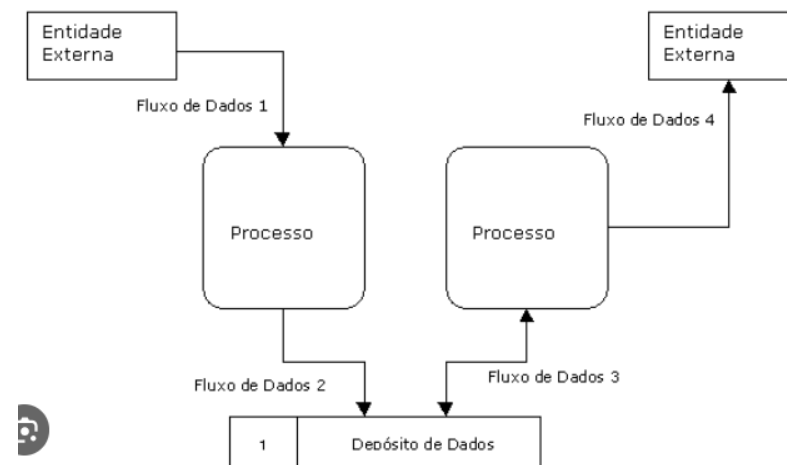 Entidade
Externa
Entidade
Externa
Fluxo de Dados 1
Fluxo de Dados 4
Processo
Processo
Fluxo de Dados 2
Fluxo de Dados 3
1
Depósito de Dados